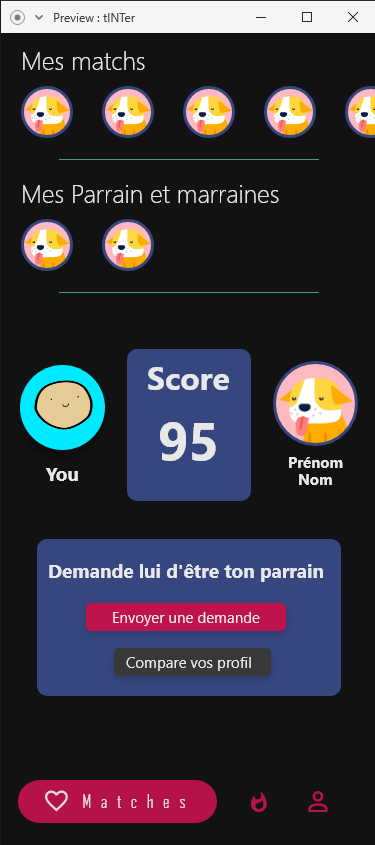 Preview : tINTer
Mes matchs
Mes Parrain et marraines
Score
95
You
Prénom
Nom
Demande lui d'être ton parrain
Envoyer une demande
Compare vos profil
Matches